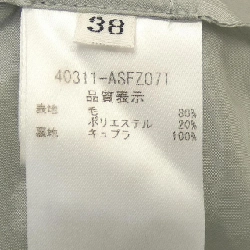 38
40311-ASFZ071
品質表示
表地 毛 80%
ポリエステル 20%
裏地 キュプラ 100%